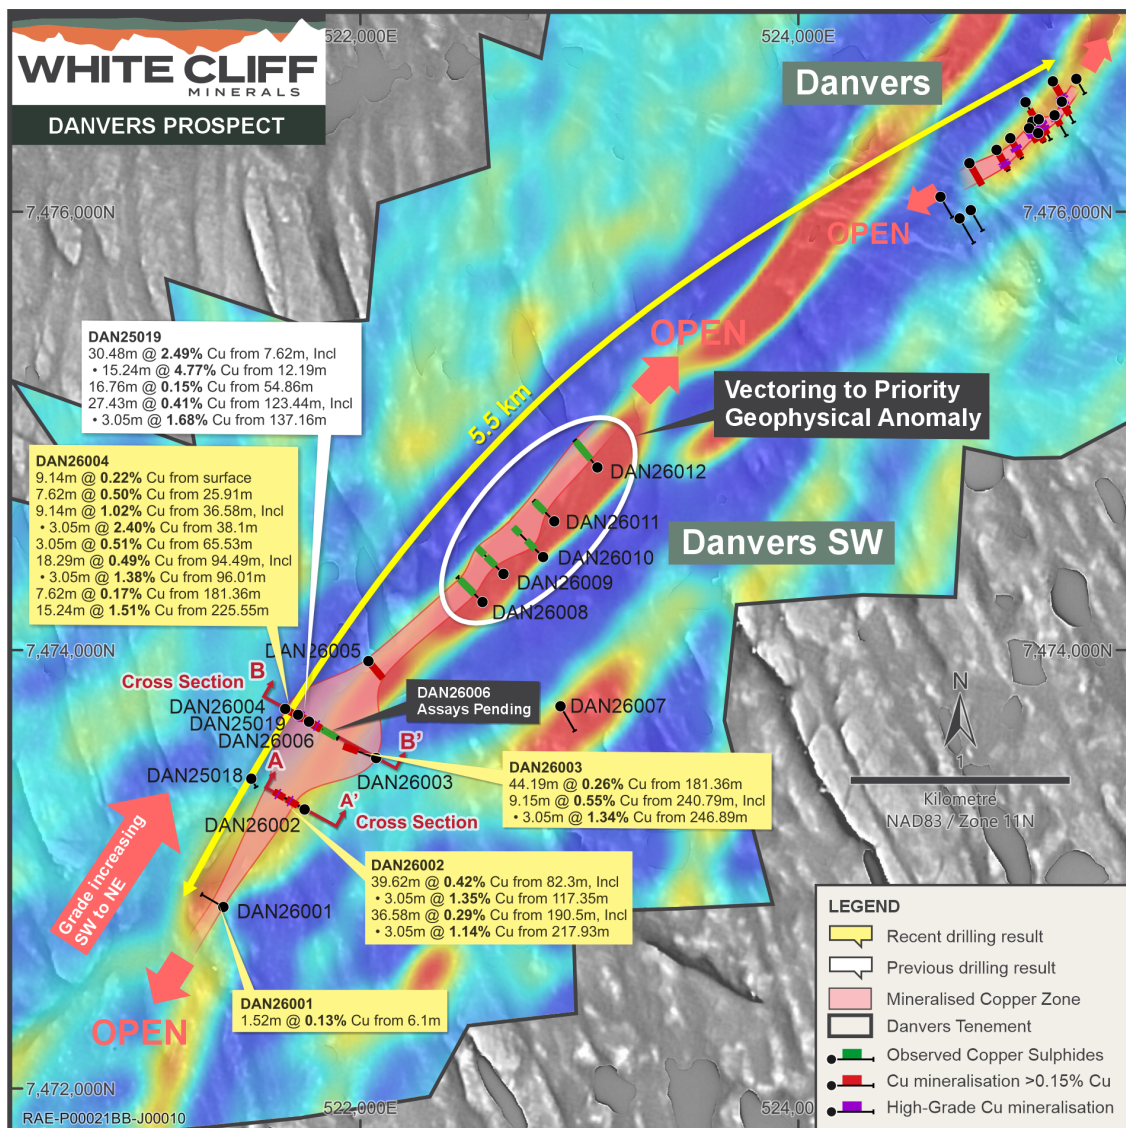 WHITE CLIFF
MINERALS
DANVERS PROSPECT
522,000E
524,000E
Danvers
7,476,000N
7,476,000N
OPEN
OPEN
5.5 km
Vectoring to Priority
Geophysical Anomaly
DAN25019
30.48m @ 2.49% Cu from 7.62m, Incl
• 15.24m @ 4.77% Cu from 12.19m
16.76m @ 0.15% Cu from 54.86m
27.43m @ 0.41% Cu from 123.44m, Incl
• 3.05m @ 1.68% Cu from 137.16m
DAN26004
9.14m @ 0.22% Cu from surface
7.62m @ 0.50% Cu from 25.91m
9.14m @ 1.02% Cu from 36.58m, Incl
• 3.05m @ 2.40% Cu from 38.1m
3.05m @ 0.51% Cu from 65.53m
18.29m @ 0.49% Cu from 94.49m, Incl
• 3.05m @ 1.38% Cu from 96.01m
7.62m @ 0.17% Cu from 181.36m
15.24m @ 1.51% Cu from 225.55m
DAN26012
DAN26011
DAN26010
DAN26009
DAN26008
Danvers SW
7,474,000N
7,474,000N
DAN26005
B
Cross Section
DAN26004
DAN25019
DAN26006
DAN26006
Assays Pending
DAN26007
B'
DAN26003
A
DAN25018
A'
Cross Section
DAN26002
DAN26003
44.19m @ 0.26% Cu from 181.36m
9.15m @ 0.55% Cu from 240.79m, Incl
• 3.05m @ 1.34% Cu from 246.89m
N
1
Kilometre
NAD83 / Zone 11N
Grade increasing
SW to NE
DAN26002
39.62m @ 0.42% Cu from 82.3m, Incl
• 3.05m @ 1.35% Cu from 117.35m
36.58m @ 0.29% Cu from 190.5m, Incl
• 3.05m @ 1.14% Cu from 217.93m
DAN26001
DAN26001
1.52m @ 0.13% Cu from 6.1m
OPEN
LEGEND
Recent drilling result
Previous drilling result
Mineralised Copper Zone
Danvers Tenement
Observed Copper Sulphides
Cu mineralisation >0.15% Cu
High-Grade Cu mineralisation
7,472,000N
522,000E
524,00
RAE-P00021BB-J00010